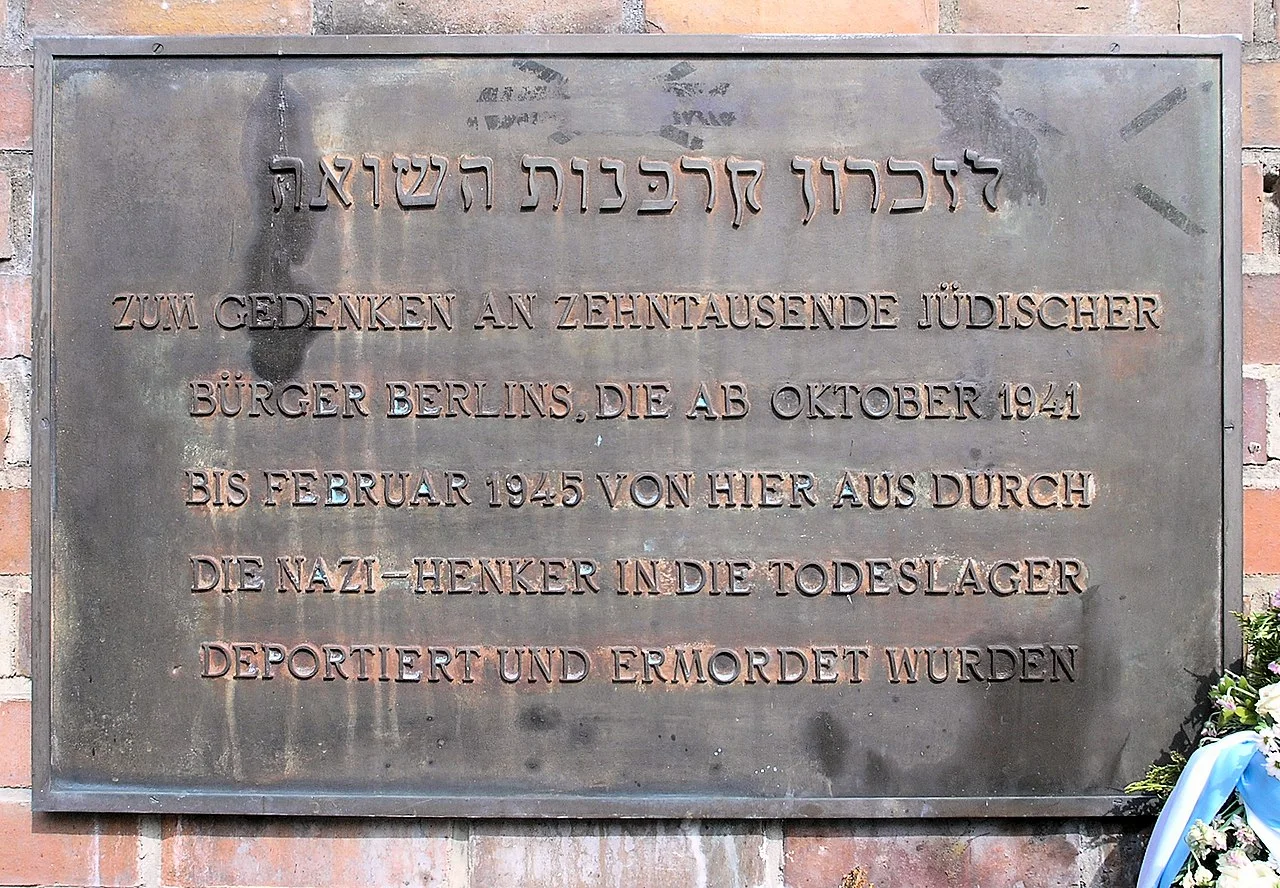 לזכרון קרבנות השואה
ZUM GEDENKEN AN ZEHNTAUSENDE JÜDISCHER
BÜRGER BERLINS, DIE AB OKTOBER 1941
BIS FEBRUAR 1945 VON HIER AUS DURCH
DIE NAZI-HENKER IN DIE TODESLAGER
DEPORTIERT UND ERMORDET WURDEN